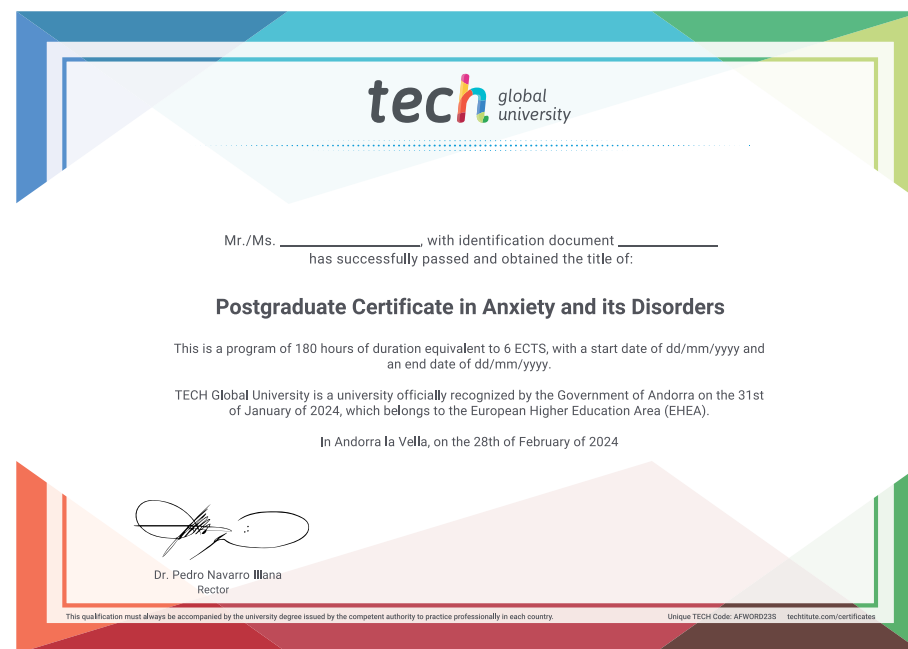 tech global university
Mr./Ms. ____________________, with identification document ______________
has successfully passed and obtained the title of:
Postgraduate Certificate in Anxiety and its Disorders
This is a program of 180 hours of duration equivalent to 6 ECTS, with a start date of dd/mm/yyyy and
an end date of dd/mm/yyyy.
TECH Global University is a university officially recognized by the Government of Andorra on the 31st
of January of 2024, which belongs to the European Higher Education Area (EHEA).
In Andorra la Vella, on the 28th of February of 2024
Dr. Pedro Navarro Illana
Rector
This qualification must always be accompanied by the university degree issued by the competent authority to practice professionally in each country.
Unique TECH Code: AFWORD23S techtitute.com/certificates